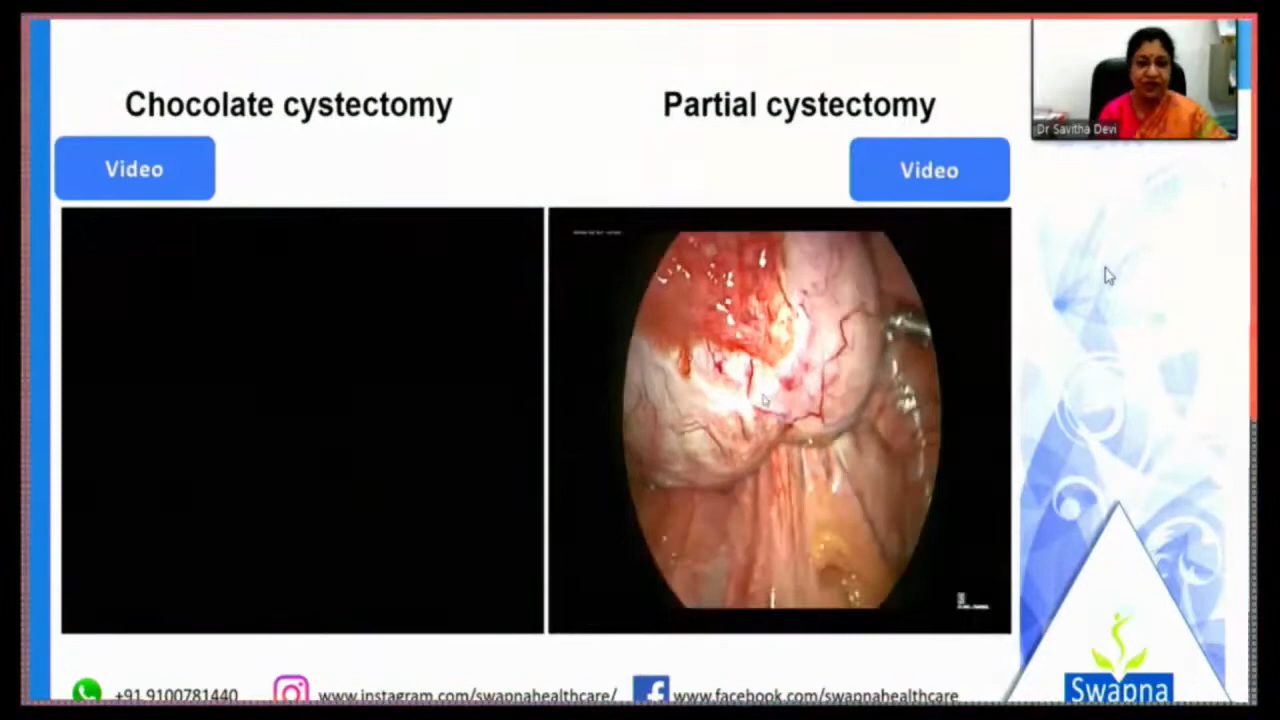 Chocolate cystectomy
Partial cystectomy
Dr Savitha Devi
Video
Video
+91 9100781440
www.instagram.com/swapnahealthcare/
www.facebook.com/swapnahealthcare
Swapna